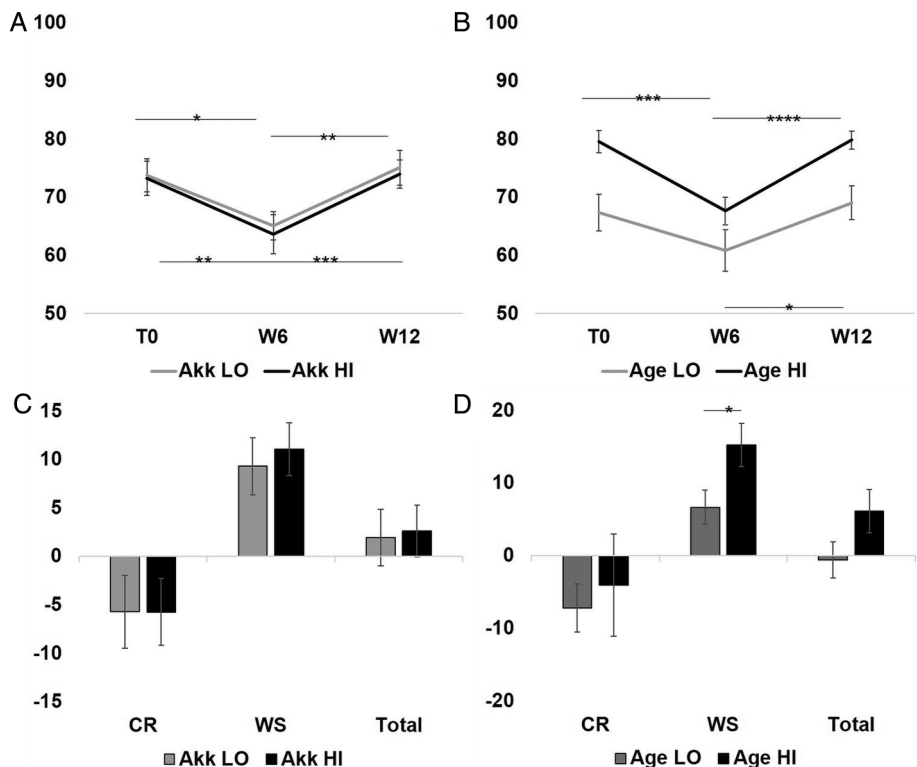 A
100
90
80
70
60
50
*
**
**
***
T0 W6 W12
Akk LO Akk HI
B
100
90
80
70
60
50
***
****
*
T0 W6 W12
Age LO Age HI
C
15
10
5
0
-5
-10
-15
CR WS Total
Akk LO Akk HI
D
20
10
0
-10
-20
*
CR WS Total
Age LO Age HI